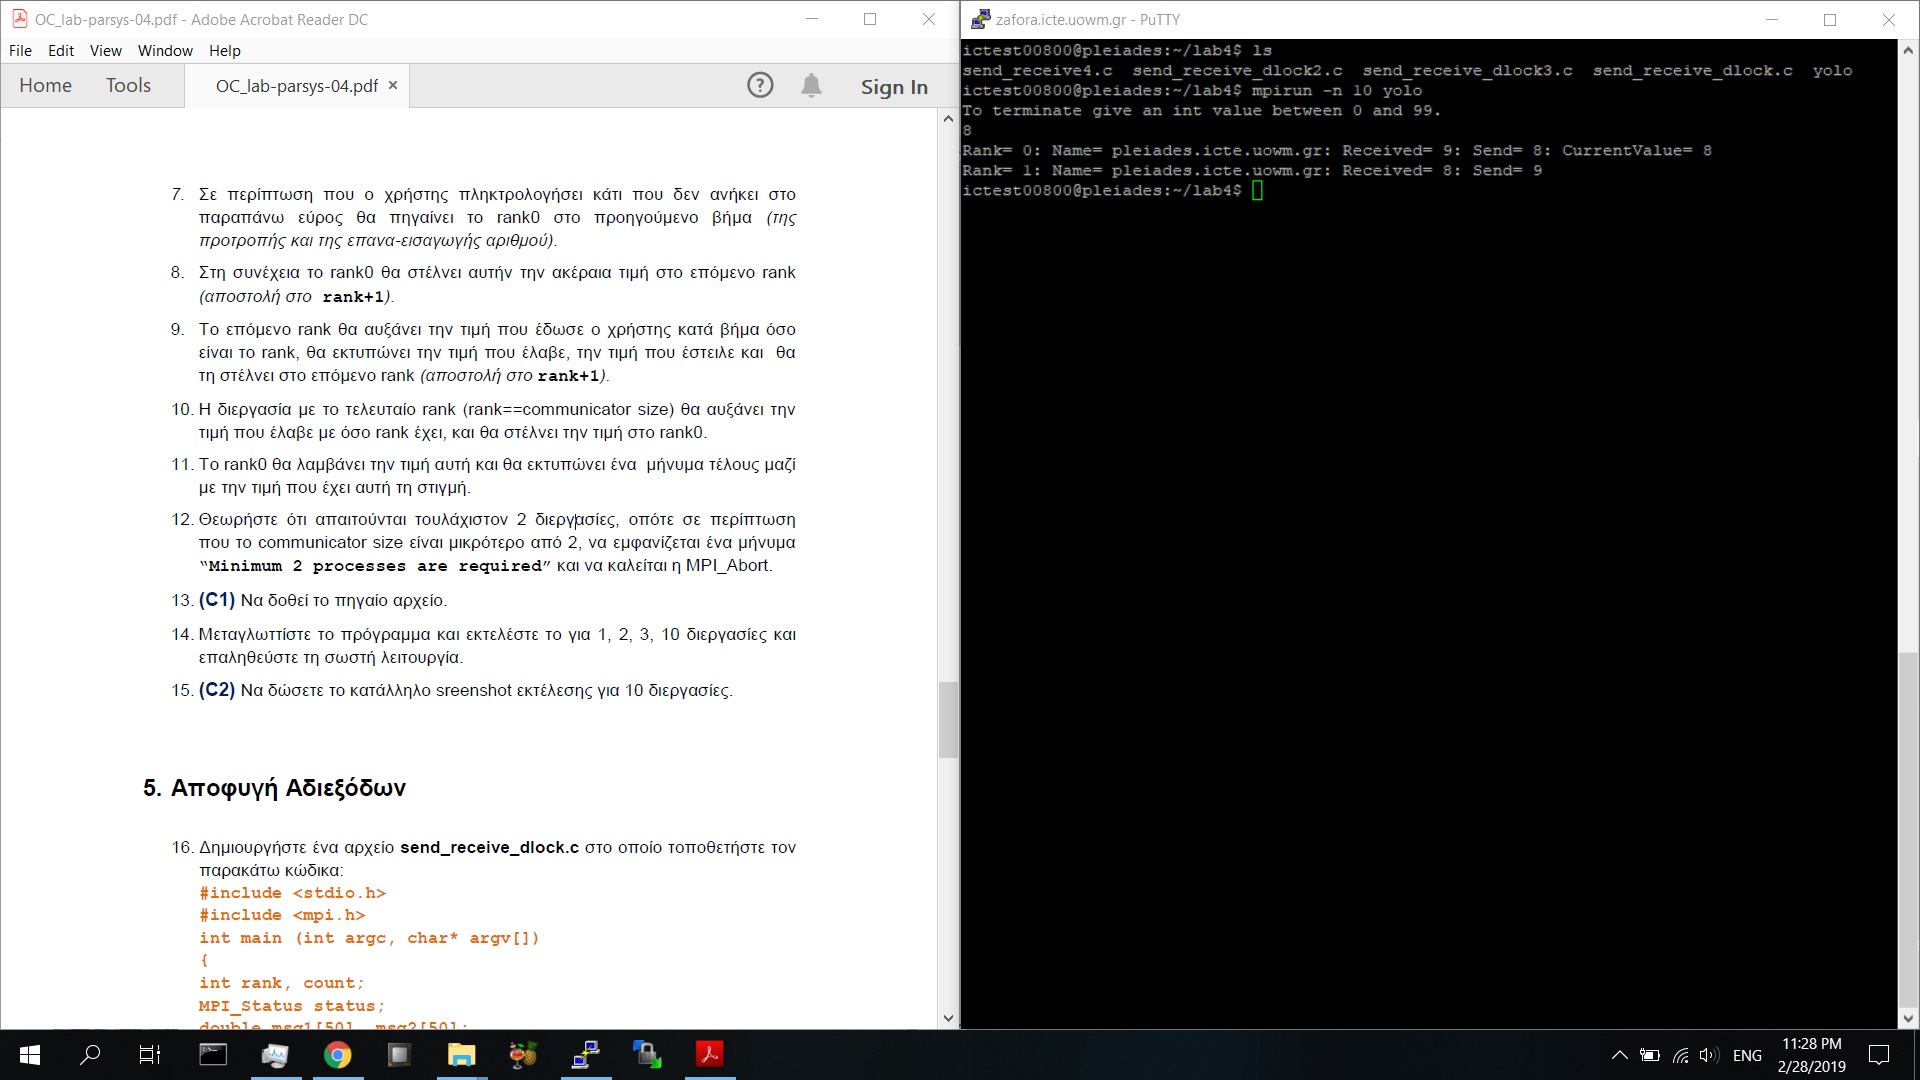 OC_lab-parsys-04.pdf - Adobe Acrobat Reader DC
File Edit View Window Help
Home Tools OC_lab-parsys-04.pdf × Sign In
7. Σε περίπτωση που ο χρήστης πληκτρολογήσει κάτι που δεν ανήκει στο
παραπάνω εύρος θα πηγαίνει το rank0 στο προηγούμενο βήμα (της
προτροπής και της επανα-εισαγωγής αριθμού).
8. Στη συνέχεια το rank0 θα στέλνει αυτήν την ακέραια τιμή στο επόμενο rank
(αποστολή στο rank+1).
9. Το επόμενο rank θα αυξάνει την τιμή που έδωσε ο χρήστης κατά βήμα όσο
είναι το rank, θα εκτυπώνει την τιμή που έλαβε, την τιμή που έστειλε και θα
τη στέλνει στο επόμενο rank (αποστολή στο rank+1).
10. Η διεργασία με το τελευταίο rank (rank==communicator size) θα αυξάνει την
τιμή που έλαβε με όσο rank έχει, και θα στέλνει την τιμή στο rank0.
11. Το rank0 θα λαμβάνει την τιμή αυτή και θα εκτυπώνει ένα μήνυμα τέλους μαζί
με την τιμή που έχει αυτή τη στιγμή.
12. Θεωρήστε ότι απαιτούνται τουλάχιστον 2 διεργασίες, οπότε σε περίπτωση
που το communicator size είναι μικρότερο από 2, να εμφανίζεται ένα μήνυμα
“Minimum 2 processes are required” και να καλείται η MPI_Abort.
13. (C1) Να δοθεί το πηγαίο αρχείο.
14. Μεταγλωττίστε το πρόγραμμα και εκτελέστε το για 1, 2, 3, 10 διεργασίες και
επαληθεύστε τη σωστή λειτουργία.
15. (C2) Να δώσετε το κατάλληλο sreenshot εκτέλεσης για 10 διεργασίες.
5. Αποφυγή Αδιεξόδων
16. Δημιουργήστε ένα αρχείο send_receive_dlock.c στο οποίο τοποθετήστε τον
παρακάτω κώδικα:
#include <stdio.h>
#include <mpi.h>
int main (int argc, char* argv[])
{
int rank, count;
MPI_Status status;
double msg1[50], msg2[50];
zafora.icte.uowm.gr - PuTTY
ictest00800@pleiades:~/lab4$ ls
send_receive4.c send_receive_dlock2.c send_receive_dlock3.c send_receive_dlock.c yolo
ictest00800@pleiades:~/lab4$ mpirun -n 10 yolo
To terminate give an int value between 0 and 99.
8
Rank= 0: Name= pleiades.icte.uowm.gr: Received= 9: Send= 8: CurrentValue= 8
Rank= 1: Name= pleiades.icte.uowm.gr: Received= 8: Send= 9
ictest00800@pleiades:~/lab4$
ENG
11:28 PM
2/28/2019